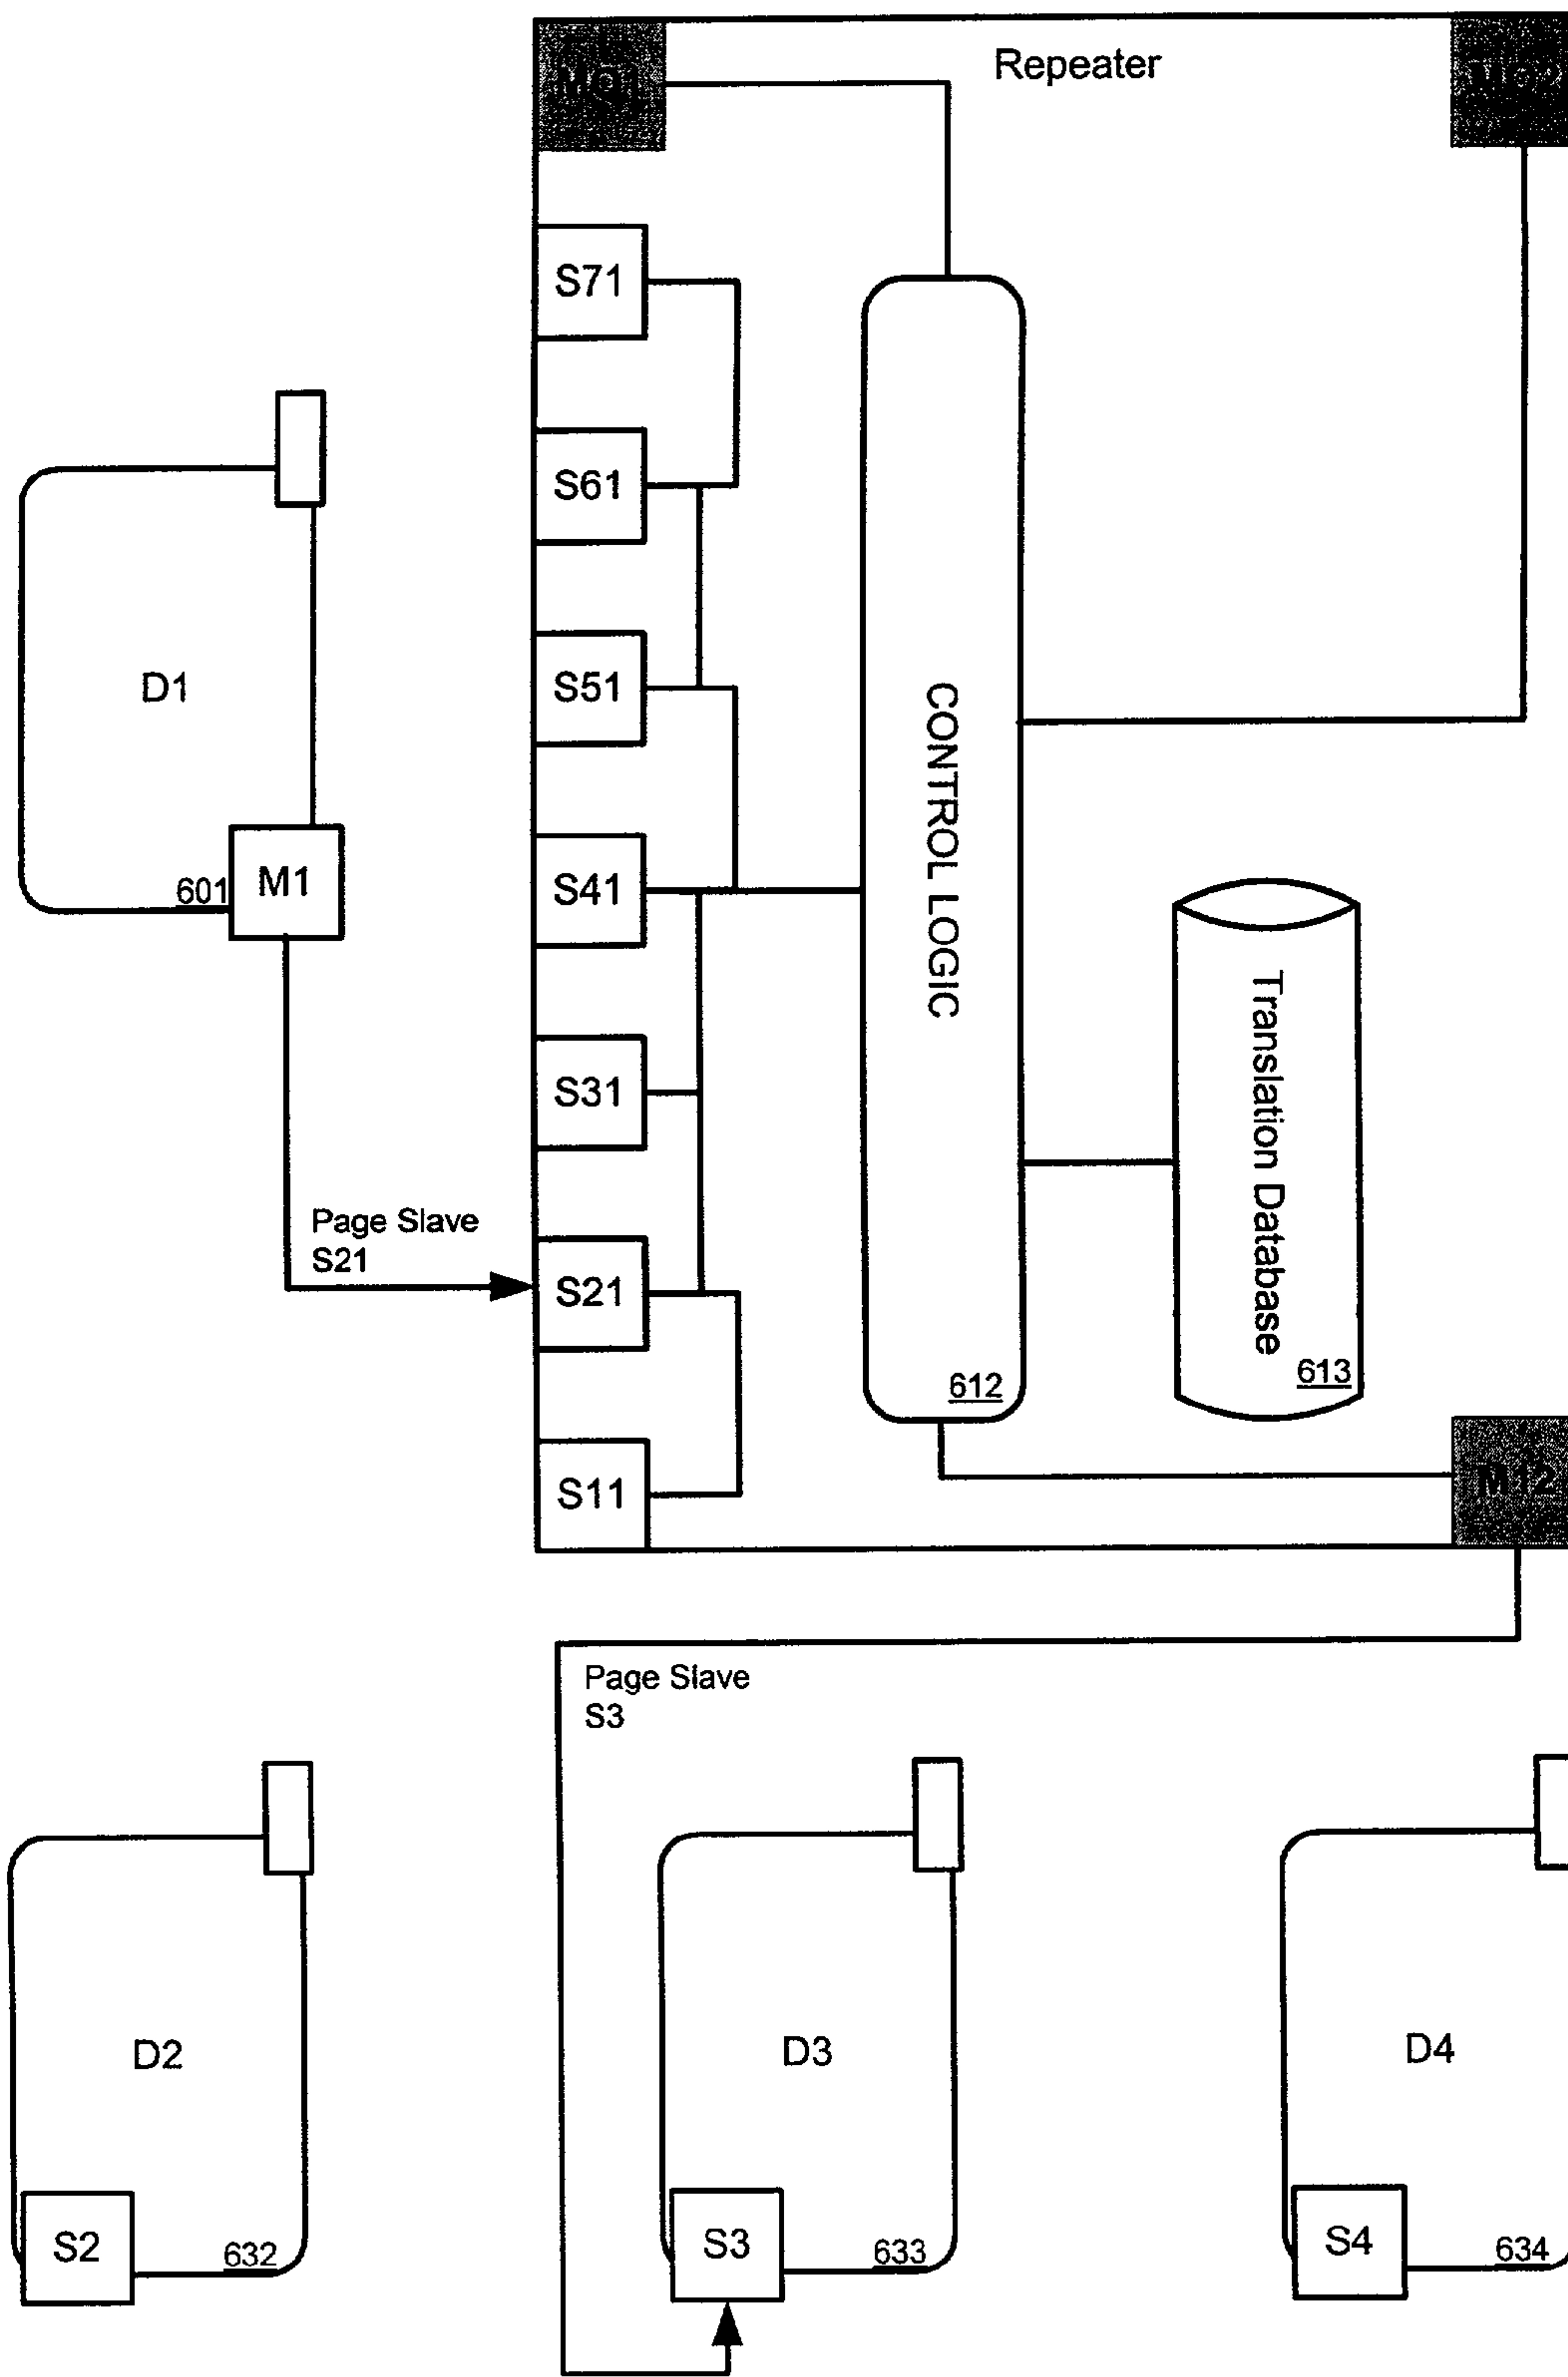 Repeater
S71
S61
S51
S41
S31
S21
S11
D1
601
M1
Page Slave
S21
CONTROL LOGIC
612
Translation Database
613
M12
Page Slave
S3
D2
S2
632
D3
S3
633
D4
S4
634